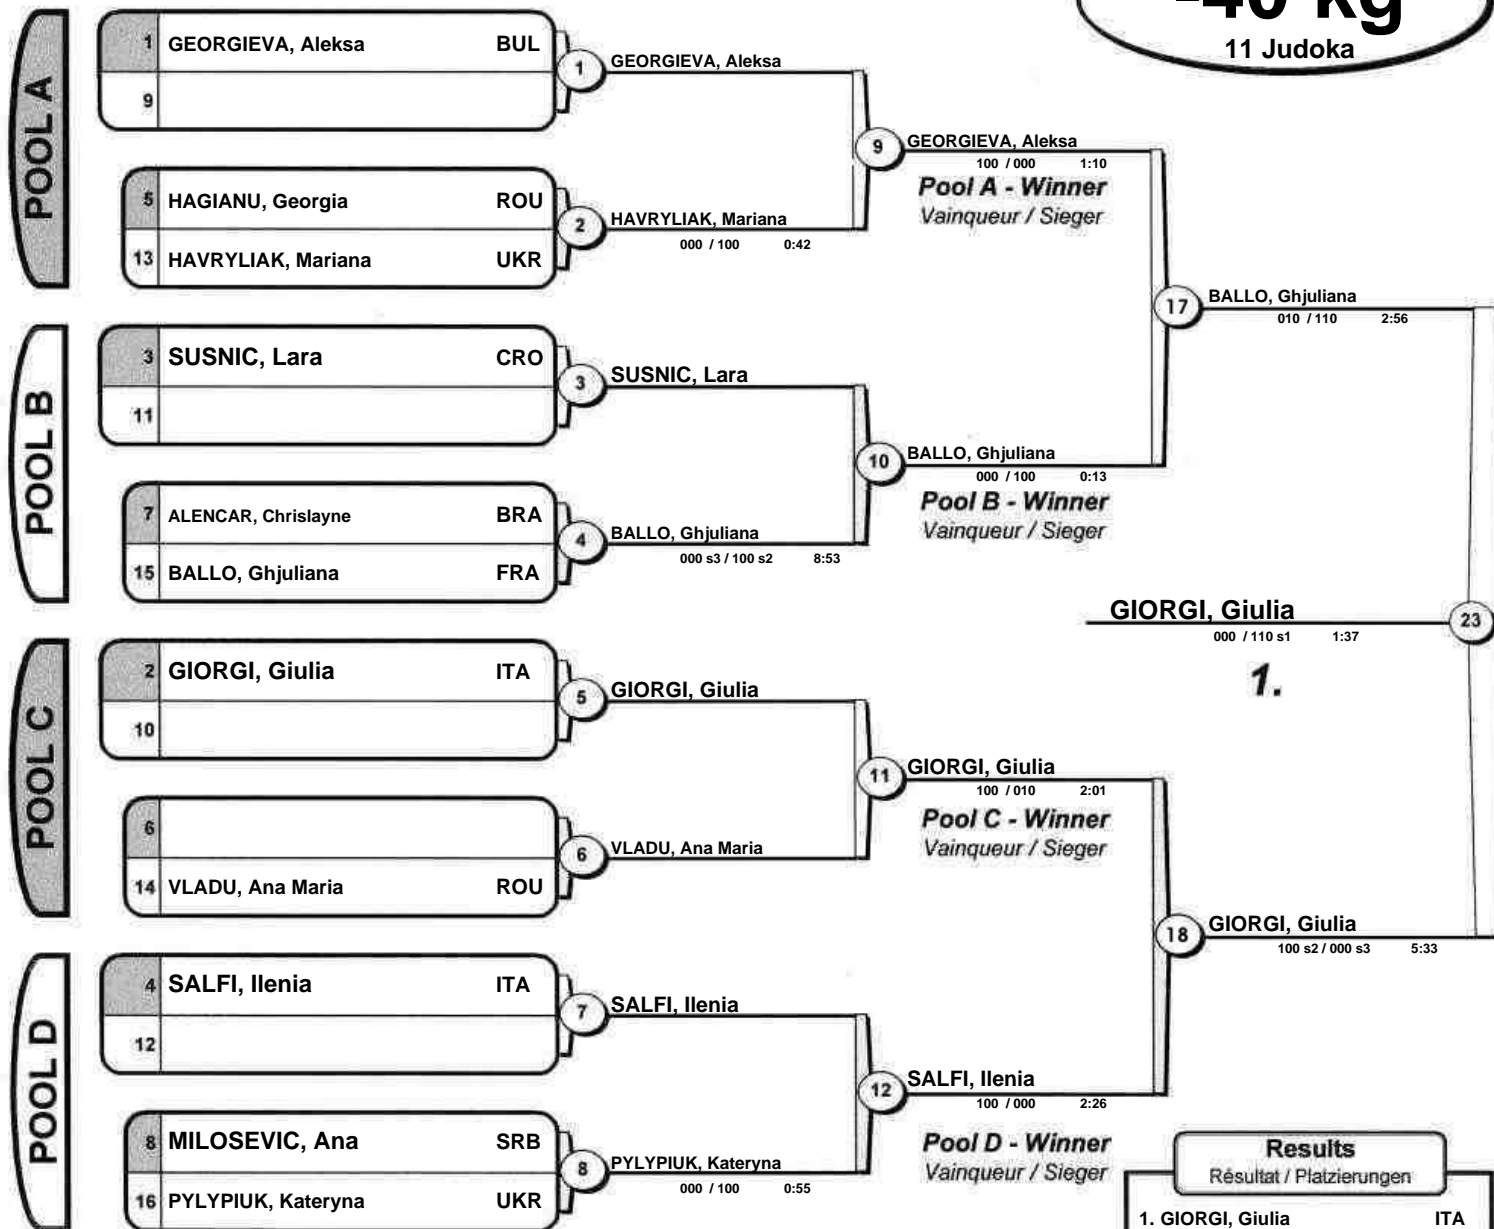 -40 kg
11 Judoka
POOL A
1 GEORGIEVA, Aleksa BUL
9
1 GEORGIEVA, Aleksa
5 HAGIANU, Georgia ROU
13 HAVRYLIAK, Mariana UKR
2 HAVRYLIAK, Mariana
000 / 100 0:42
9 GEORGIEVA, Aleksa
100 / 000 1:10
Pool A - Winner
Vainqueur / Sieger
POOL B
3 SUSNIC, Lara CRO
11
3 SUSNIC, Lara
7 ALENCAR, Chrislayne BRA
15 BALLO, Ghjuliana FRA
4 BALLO, Ghjuliana
000 s3 / 100 s2 8:53
10 BALLO, Ghjuliana
000 / 100 0:13
Pool B - Winner
Vainqueur / Sieger
17 BALLO, Ghjuliana
010 / 110 2:56
GIORGI, Giulia 23
000 / 110 s1 1:37
1.
POOL C
2 GIORGI, Giulia ITA
10
5 GIORGI, Giulia
6
14 VLADU, Ana Maria ROU
6 VLADU, Ana Maria
11 GIORGI, Giulia
100 / 010 2:01
Pool C - Winner
Vainqueur / Sieger
18 GIORGI, Giulia
100 s2 / 000 s3 5:33
POOL D
4 SALFI, Ilenia ITA
12
7 SALFI, Ilenia
8 MILOSEVIC, Ana SRB
16 PYLYPIUK, Kateryna UKR
8 PYLYPIUK, Kateryna
000 / 100 0:55
12 SALFI, Ilenia
100 / 000 2:26
Pool D - Winner
Vainqueur / Sieger
Results
Résultat / Platzierungen
1. GIORGI, Giulia ITA